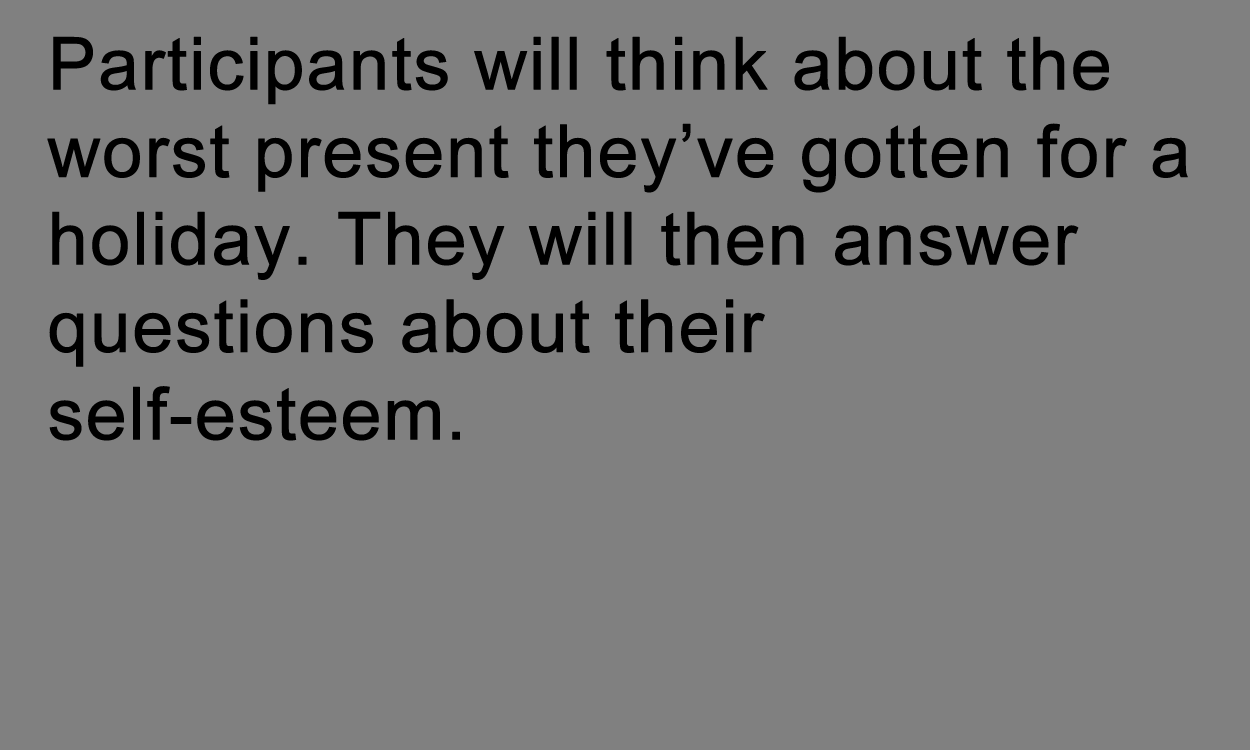 Participants will think about the
worst present they’ve gotten for a
holiday. They will then answer
questions about their
self-esteem.